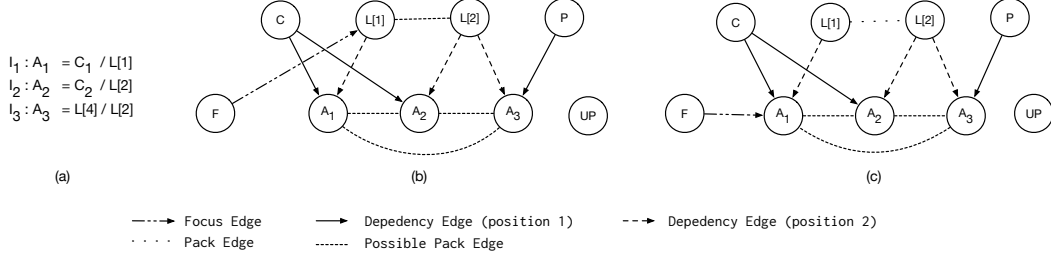 I1 : A1 = C1 / L[1]
I2 : A2 = C2 / L[2]
I3 : A3 = L[4] / L[2]
(a)
C
L[1]
L[2]
P
F
A1
A2
A3
UP
(b)
C
L[1]
L[2]
P
F
A1
A2
A3
UP
(c)
Focus Edge
Depedency Edge (position 1)
Depedency Edge (position 2)
Pack Edge
Possible Pack Edge